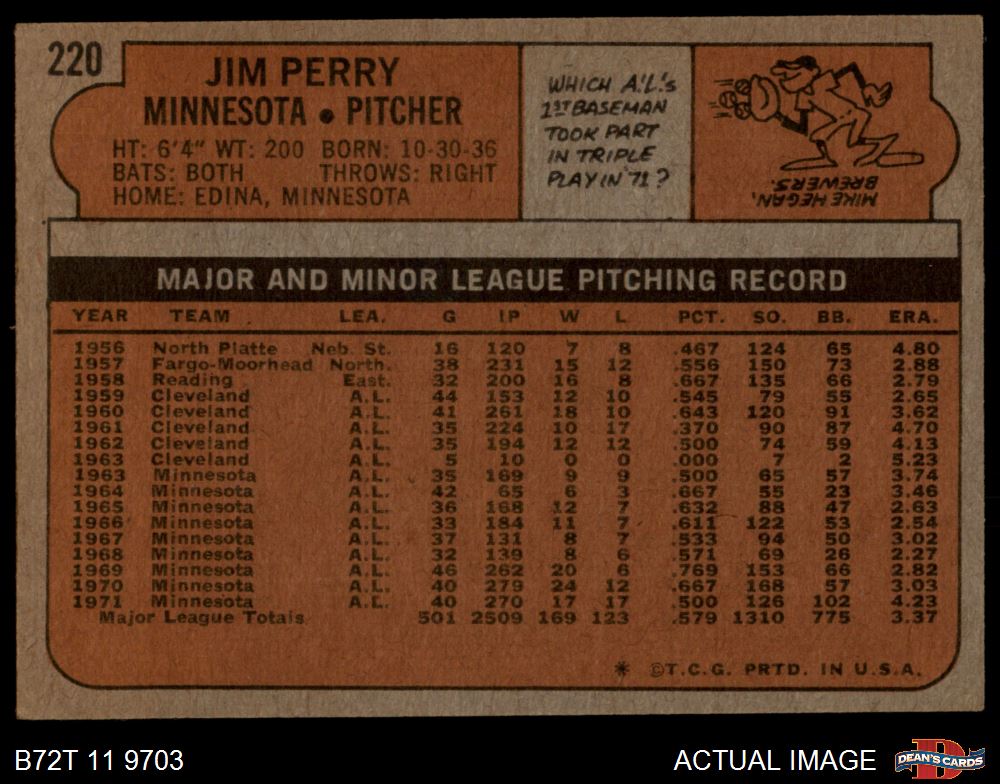 220
JIM PERRY
MINNESOTA • PITCHER
HT: 6'4" WT: 200 BORN: 10-30-36
BATS: BOTH THROWS: RIGHT
HOME: EDINA, MINNESOTA
WHICH A.L.'s
1ST BASEMAN
TOOK PART
IN TRIPLE
PLAY IN '71?
MIKE HEGAN,
BREWERS.
MAJOR AND MINOR LEAGUE PITCHING RECORD
YEAR TEAM LEA. G IP W L PCT. SO. BB. ERA.
1956 North Platte Neb. St. 16 120 7 8 .467 124 65 4.80
1957 Fargo-Moorhead North. 38 231 15 12 .556 150 73 2.88
1958 Reading East. 32 200 16 8 .667 135 66 2.79
1959 Cleveland A.L. 44 153 12 10 .545 79 55 2.65
1960 Cleveland A.L. 41 261 18 10 .643 120 91 3.62
1961 Cleveland A.L. 35 224 10 17 .370 90 87 4.70
1962 Cleveland A.L. 35 194 12 12 .500 74 59 4.13
1963 Cleveland A.L. 5 10 0 0 .000 7 2 5.23
1963 Minnesota A.L. 35 169 9 9 .500 65 57 3.74
1964 Minnesota A.L. 42 65 6 3 .667 55 23 3.46
1965 Minnesota A.L. 36 168 12 7 .632 88 47 2.63
1966 Minnesota A.L. 33 184 11 7 .611 122 53 2.54
1967 Minnesota A.L. 37 131 8 7 .533 94 50 3.02
1968 Minnesota A.L. 32 139 8 6 .571 69 26 2.27
1969 Minnesota A.L. 46 262 20 6 .769 153 66 2.82
1970 Minnesota A.L. 40 279 24 12 .667 168 57 3.03
1971 Minnesota A.L. 40 270 17 17 .500 126 102 4.23
Major League Totals 501 2509 169 123 .579 1310 775 3.37
* ©T.C.G. PRTD. IN U.S.A.
B72T 11 9703
ACTUAL IMAGE
DEAN'S CARDS